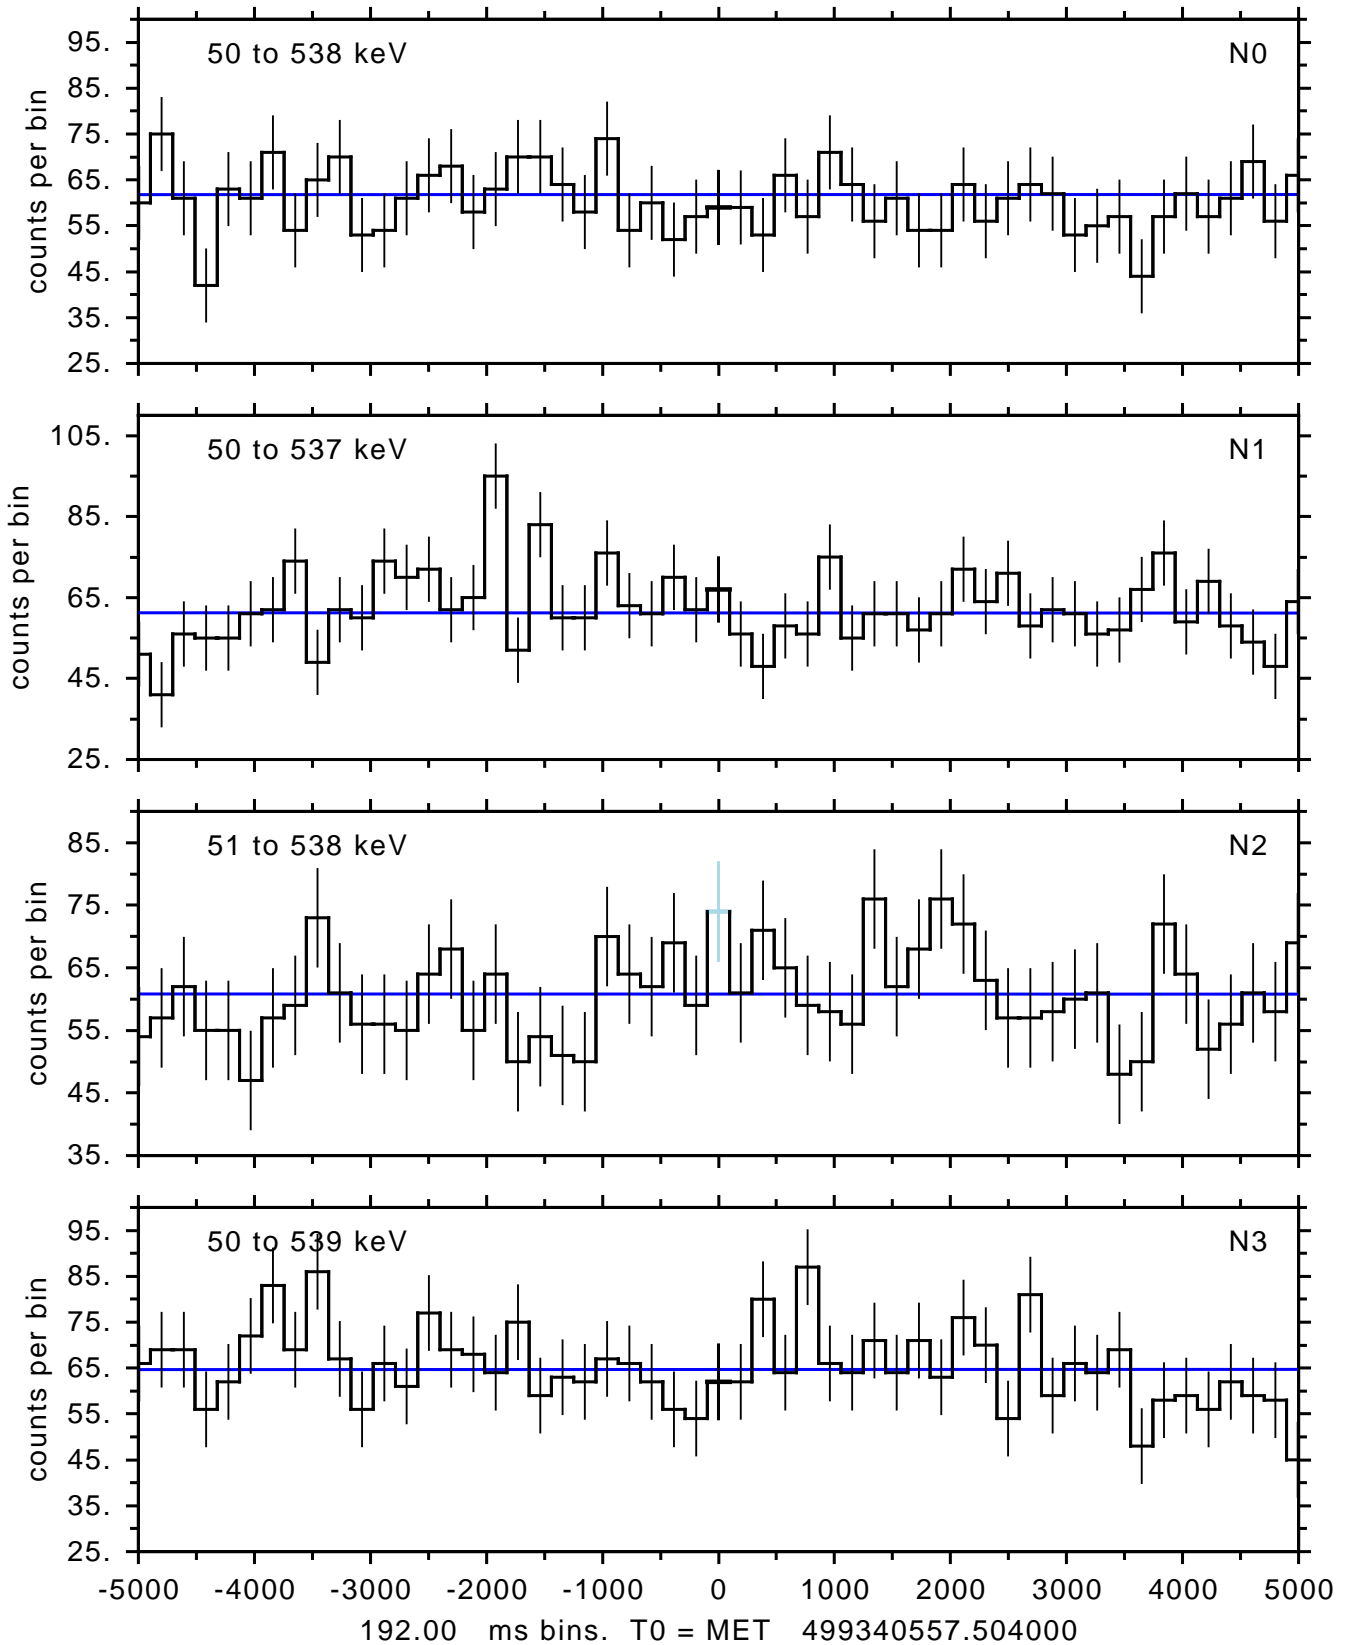 50 to 538 keV N0
95.
85.
75.
65.
55.
45.
35.
25.
counts per bin
50 to 537 keV N1
105.
85.
65.
45.
25.
counts per bin
51 to 538 keV N2
85.
75.
65.
55.
45.
35.
counts per bin
50 to 539 keV N3
95.
85.
75.
65.
55.
45.
35.
25.
counts per bin
-5000 -4000 -3000 -2000 -1000 0 1000 2000 3000 4000 5000
192.00 ms bins. T0 = MET 499340557.504000